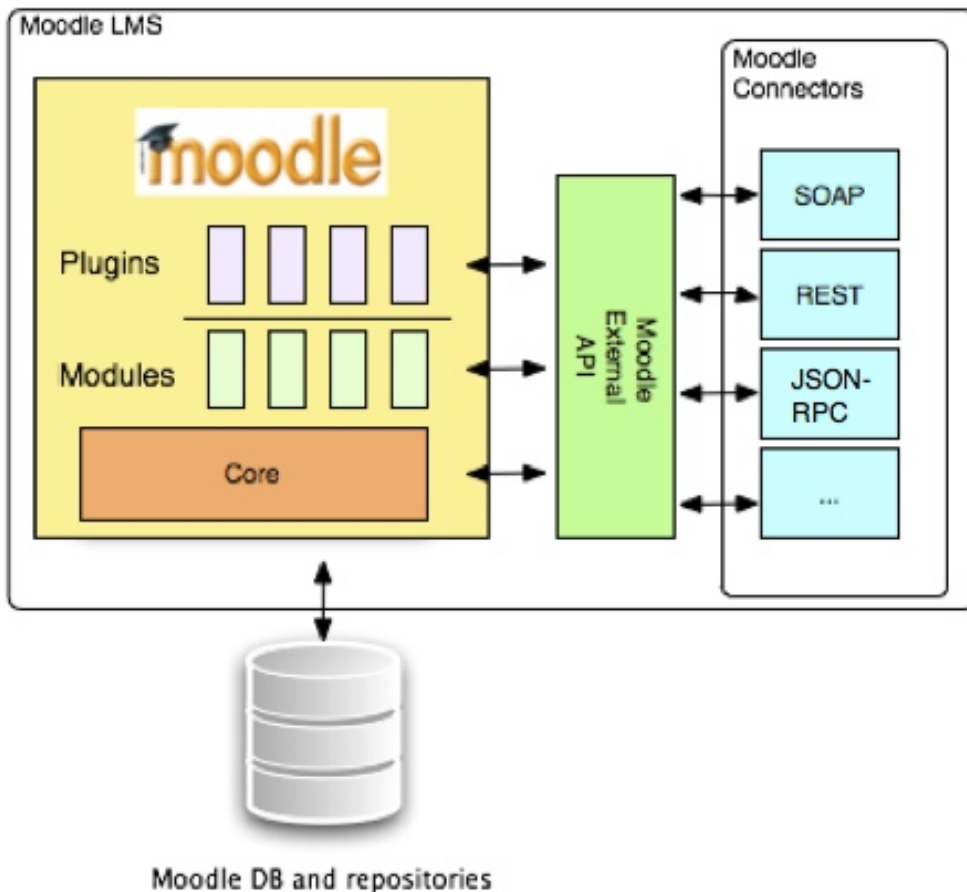 Moodle LMS
moodle
Plugins
Modules
Core
Moodle
External
API
Moodle
Connectors
SOAP
REST
JSON-
RPC
...
Moodle DB and repositories